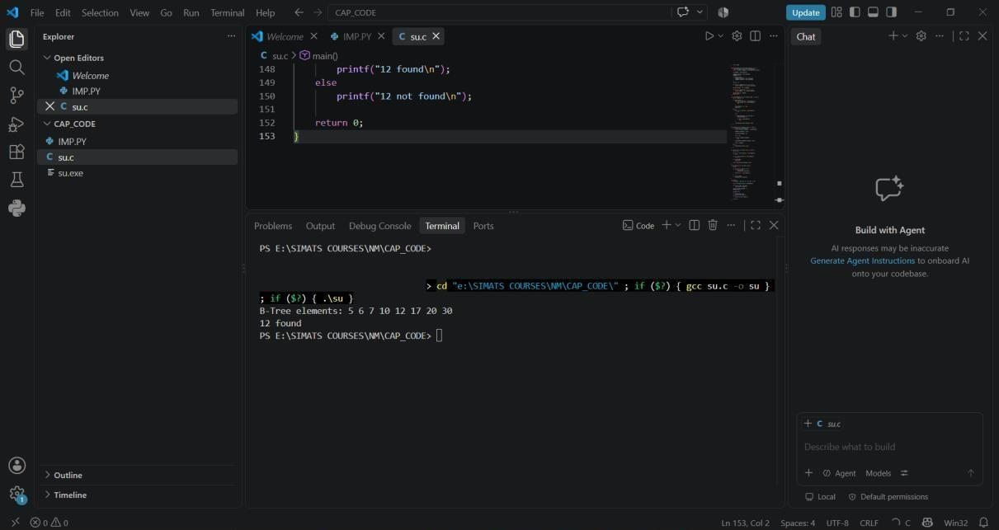 File Edit Selection View Go Run Terminal Help
CAP_CODE
Update
Explorer
Open Editors
Welcome
IMP.PY
su.c
CAP_CODE
IMP.PY
su.c
su.exe
Outline
Timeline
Welcome IMP.PY su.c
su.c > main()
148 printf("12 found\n");
149 else
150 printf("12 not found\n");
151
152 return 0;
153 }
Problems Output Debug Console Terminal Ports
Code
PS E:\SIMATS COURSES\NM\CAP_CODE>
> cd "e:\SIMATS COURSES\NM\CAP_CODE\" ; if ($?) { gcc su.c -o su }
; if ($?) { .\su }
B-Tree elements: 5 6 7 10 12 17 20 30
12 found
PS E:\SIMATS COURSES\NM\CAP_CODE>
Chat
Build with Agent
AI responses may be inaccurate
Generate Agent Instructions to onboard AI
onto your codebase.
su.c
Describe what to build
Agent Models
Local Default permissions
1
0 0
Ln 153, Col 2 Spaces: 4 UTF-8 CRLF C Win32